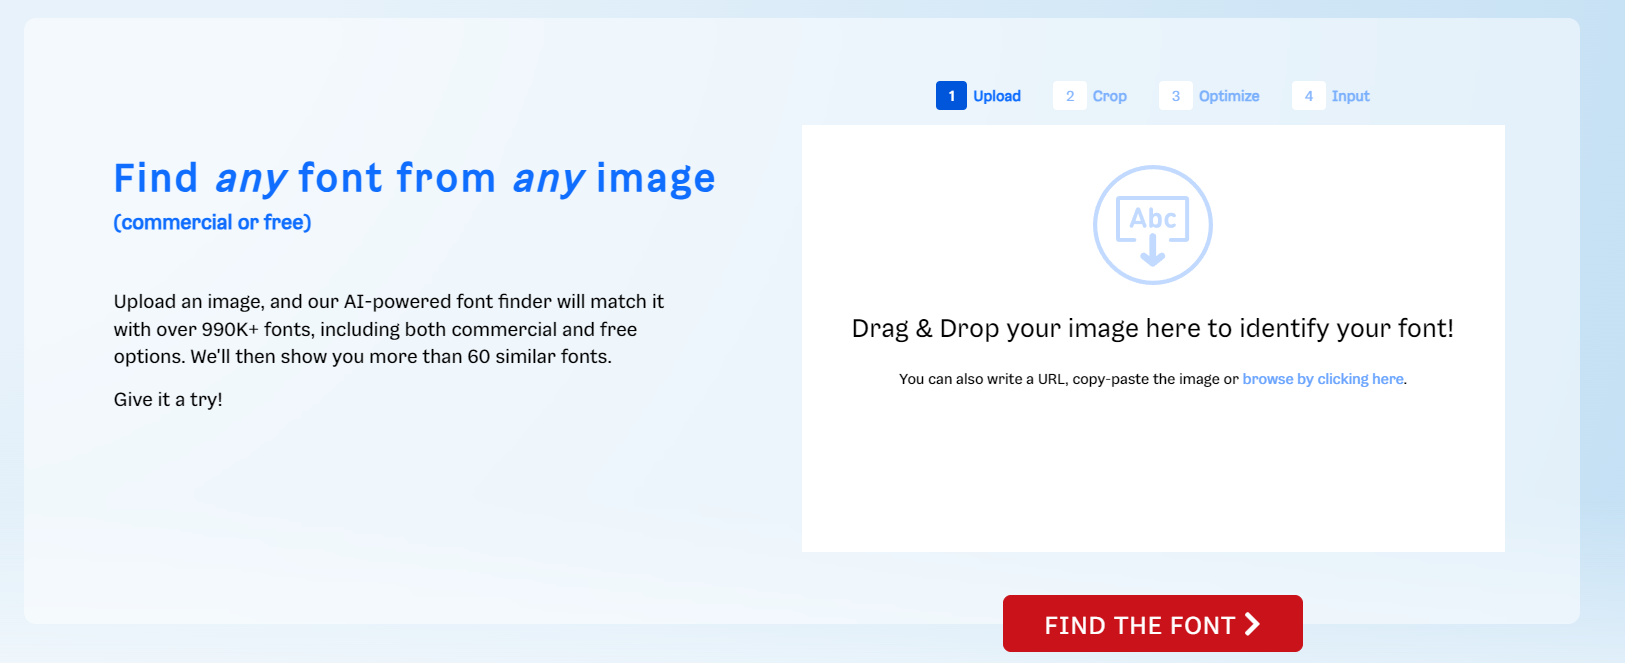 Find any font from any image
(commercial or free)
Upload an image, and our AI-powered font finder will match it
with over 990K+ fonts, including both commercial and free
options. We'll then show you more than 60 similar fonts.
Give it a try!
1 Upload 2 Crop 3 Optimize 4 Input
Abc
Drag & Drop your image here to identify your font!
You can also write a URL, copy-paste the image or browse by clicking here.
FIND THE FONT